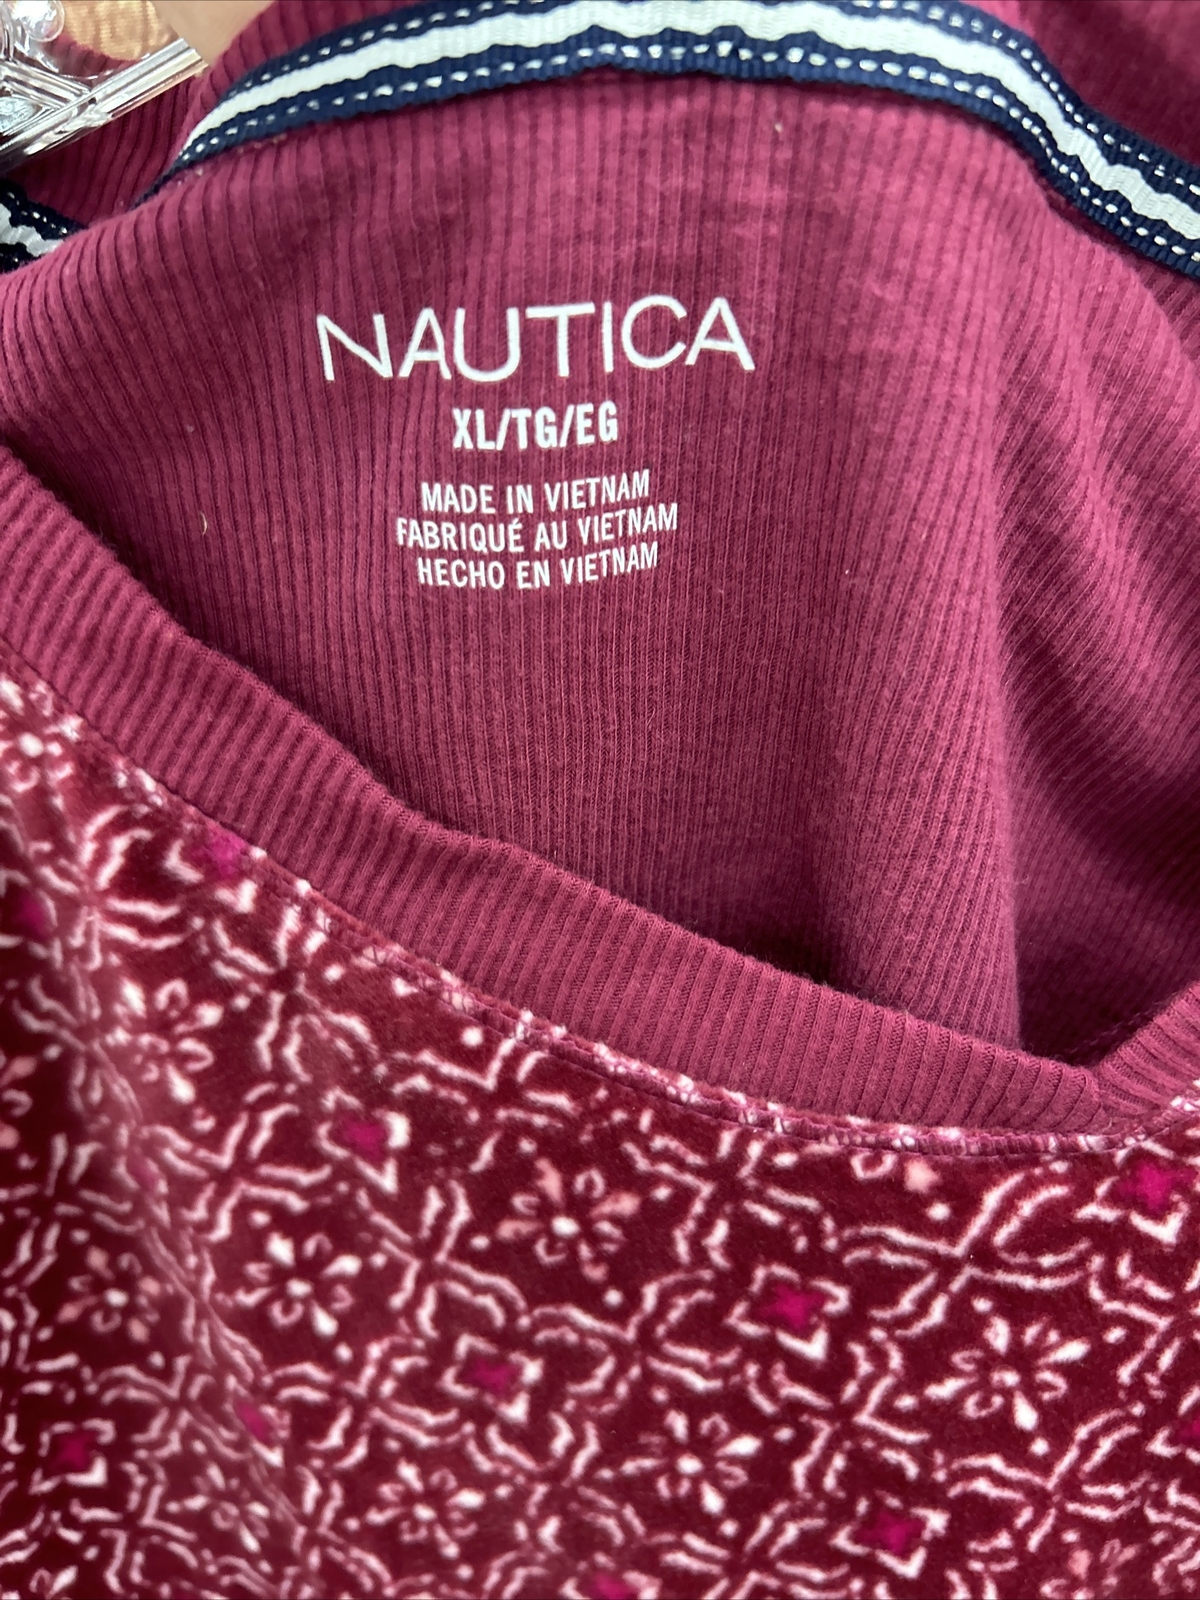 NAUTICA
XL/TG/EG
MADE IN VIETNAM
FABRIQUÉ AU VIETNAM
HECHO EN VIETNAM